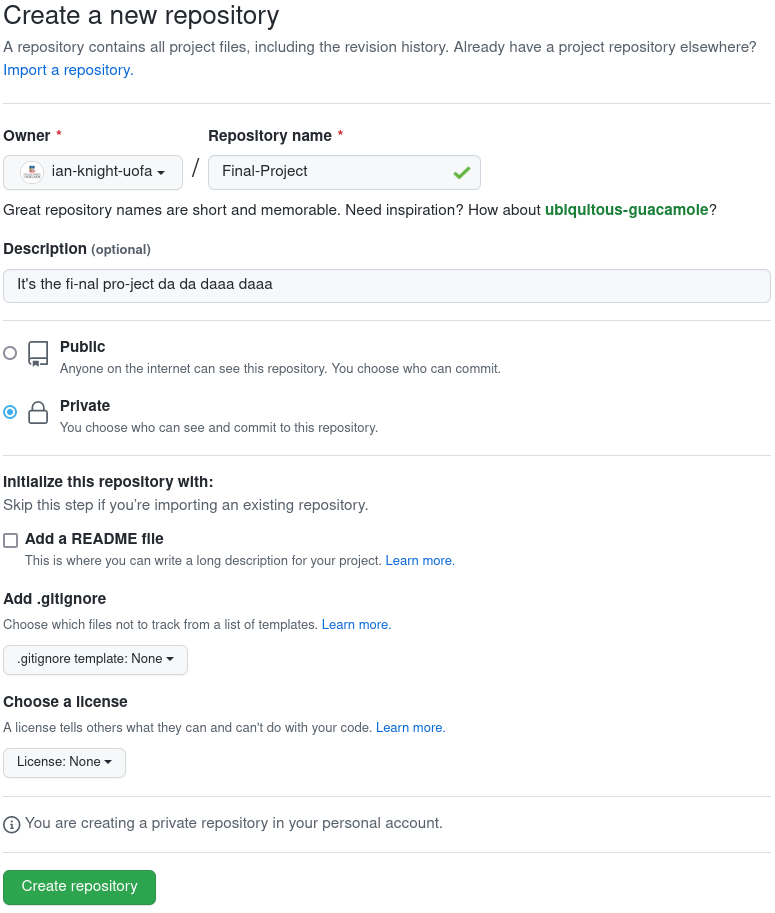 Create a new repository
A repository contains all project files, including the revision history. Already have a project repository elsewhere?
Import a repository.
Owner * Repository name *
ian-knight-uofa / Final-Project
Great repository names are short and memorable. Need inspiration? How about ubiquitous-guacamole?
Description (optional)
It's the fi-nal pro-ject da da daaa daaa
Public
Anyone on the internet can see this repository. You choose who can commit.
Private
You choose who can see and commit to this repository.
Initialize this repository with:
Skip this step if you’re importing an existing repository.
Add a README file
This is where you can write a long description for your project. Learn more.
Add .gitignore
Choose which files not to track from a list of templates. Learn more.
.gitignore template: None
Choose a license
A license tells others what they can and can't do with your code. Learn more.
License: None
You are creating a private repository in your personal account.
Create repository